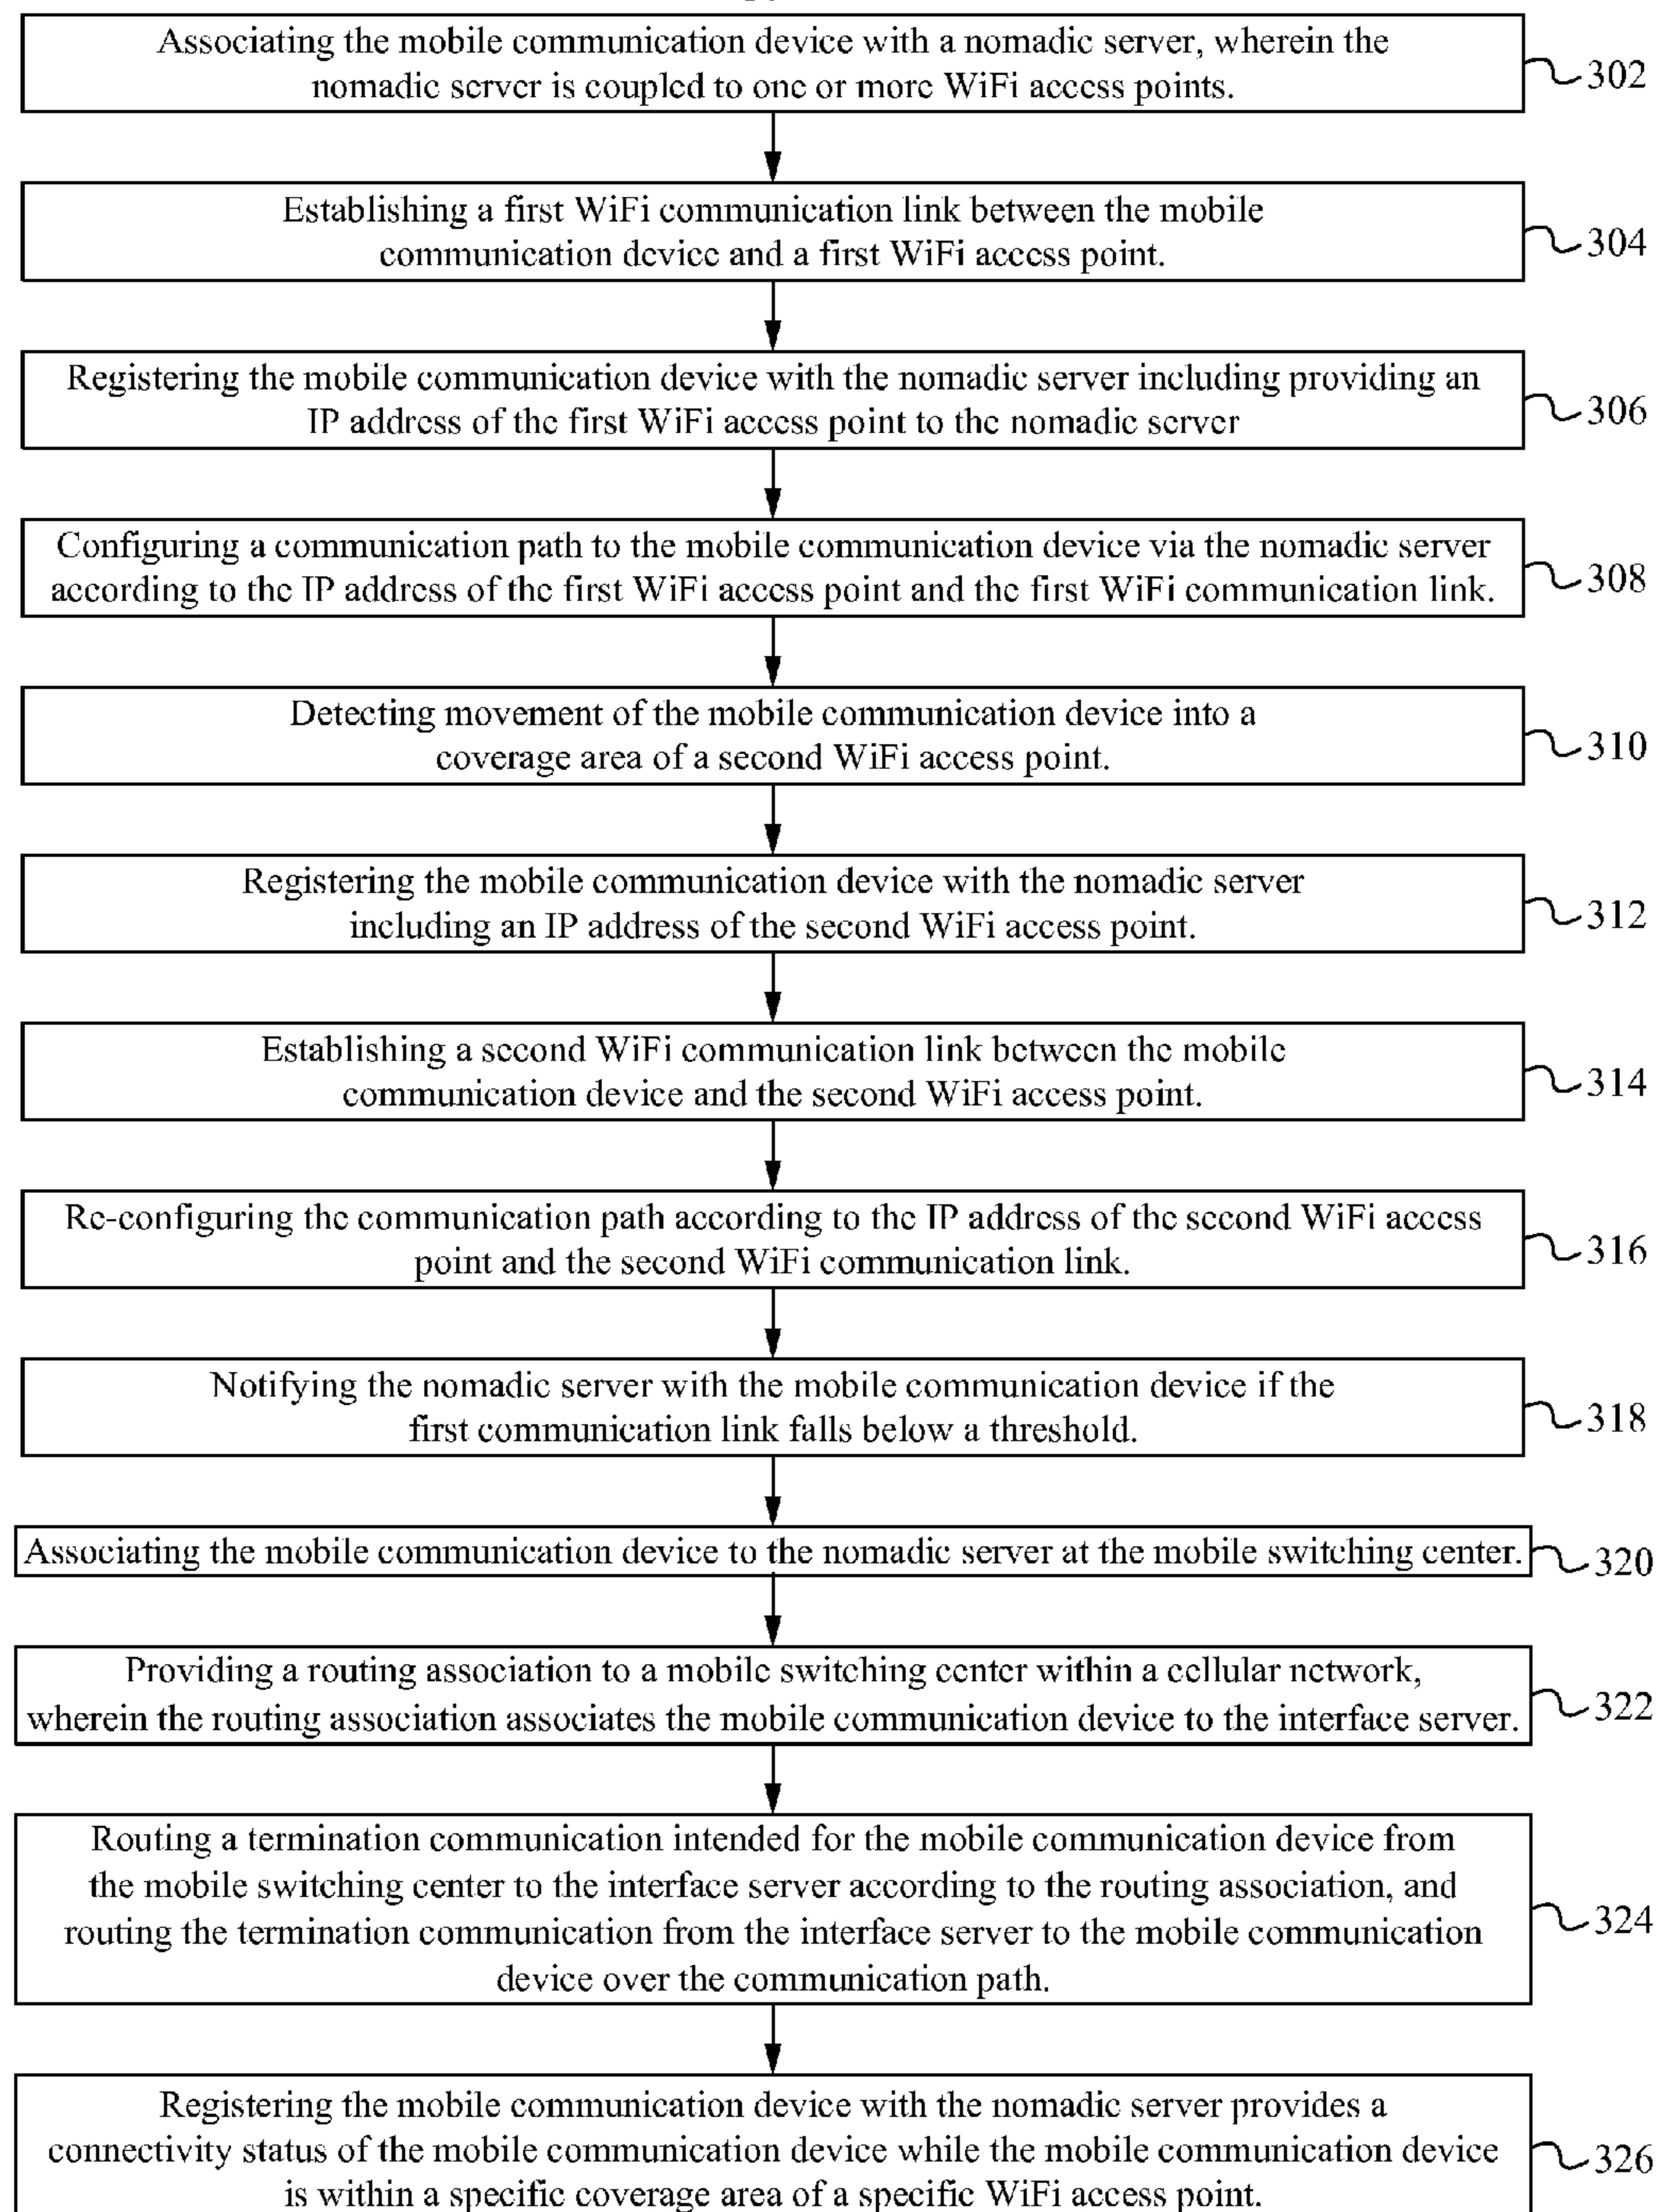 Associating the mobile communication device with a nomadic server, wherein the
nomadic server is coupled to one or more WiFi access points.
302
Establishing a first WiFi communication link between the mobile
communication device and a first WiFi access point.
304
Registering the mobile communication device with the nomadic server including providing an
IP address of the first WiFi access point to the nomadic server
306
Configuring a communication path to the mobile communication device via the nomadic server
according to the IP address of the first WiFi access point and the first WiFi communication link.
308
Detecting movement of the mobile communication device into a
coverage area of a second WiFi access point.
310
Registering the mobile communication device with the nomadic server
including an IP address of the second WiFi access point.
312
Establishing a second WiFi communication link between the mobile
communication device and the second WiFi access point.
314
Re-configuring the communication path according to the IP address of the second WiFi access
point and the second WiFi communication link.
316
Notifying the nomadic server with the mobile communication device if the
first communication link falls below a threshold.
318
Associating the mobile communication device to the nomadic server at the mobile switching center.
320
Providing a routing association to a mobile switching center within a cellular network,
wherein the routing association associates the mobile communication device to the interface server.
322
Routing a termination communication intended for the mobile communication device from
the mobile switching center to the interface server according to the routing association, and
routing the termination communication from the interface server to the mobile communication
device over the communication path.
324
Registering the mobile communication device with the nomadic server provides a
connectivity status of the mobile communication device while the mobile communication device
is within a specific coverage area of a specific WiFi access point.
326